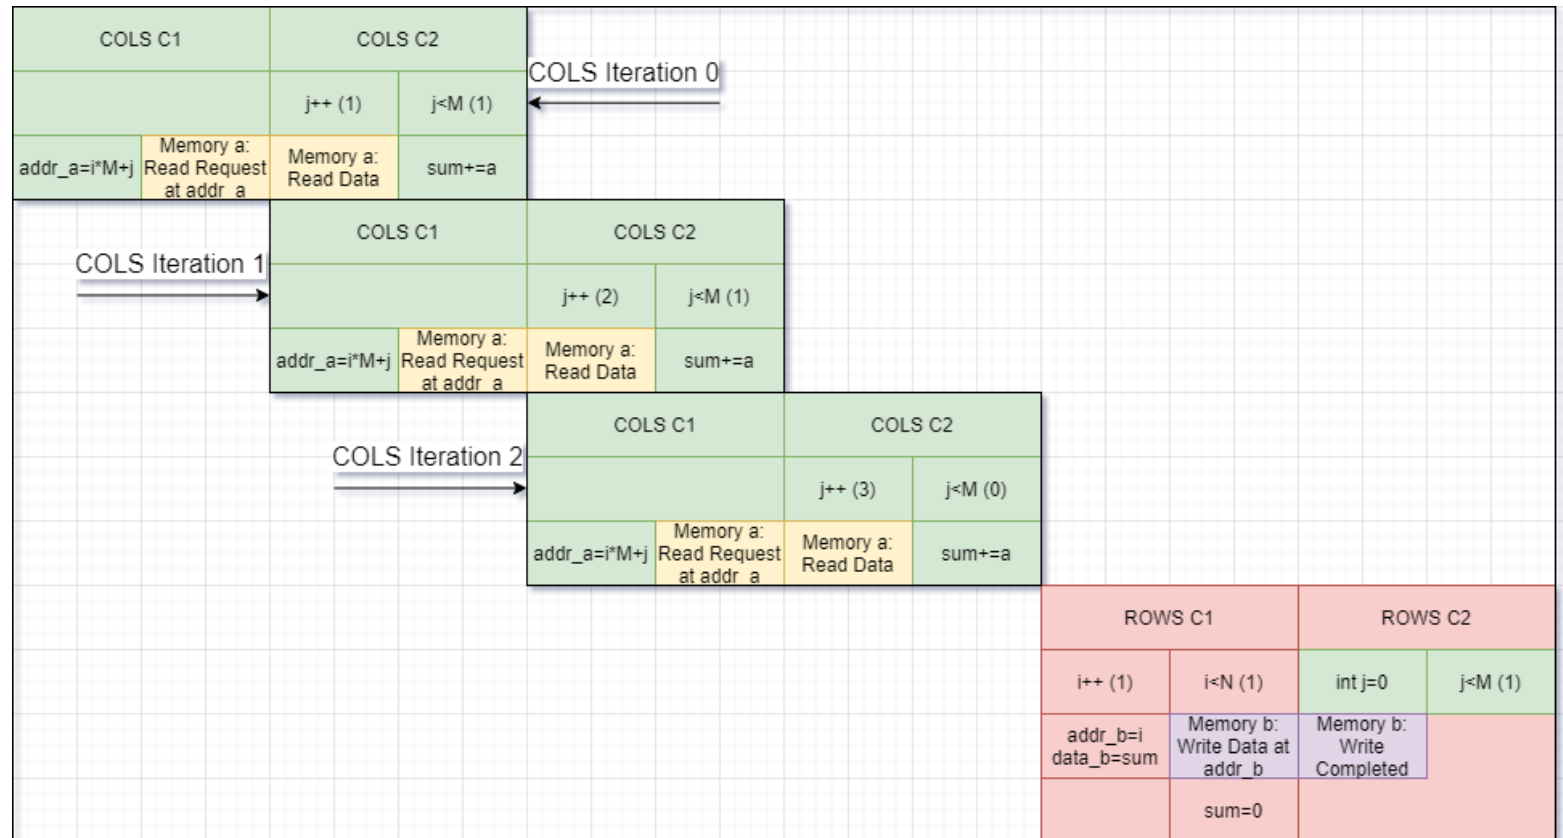 COLS C1
COLS C2
COLS Iteration 0
j++ (1)
j<M (1)
addr_a=i*M+j
Memory a:
Read Request
at addr_a
Memory a:
Read Data
sum+=a
COLS C1
COLS C2
COLS Iteration 1
j++ (2)
j<M (1)
addr_a=i*M+j
Memory a:
Read Request
at addr_a
Memory a:
Read Data
sum+=a
COLS C1
COLS C2
COLS Iteration 2
j++ (3)
j<M (0)
addr_a=i*M+j
Memory a:
Read Request
at addr_a
Memory a:
Read Data
sum+=a
ROWS C1
ROWS C2
i++ (1)
i<N (1)
int j=0
j<M (1)
addr_b=i
data_b=sum
Memory b:
Write Data at
addr_b
Memory b:
Write
Completed
sum=0